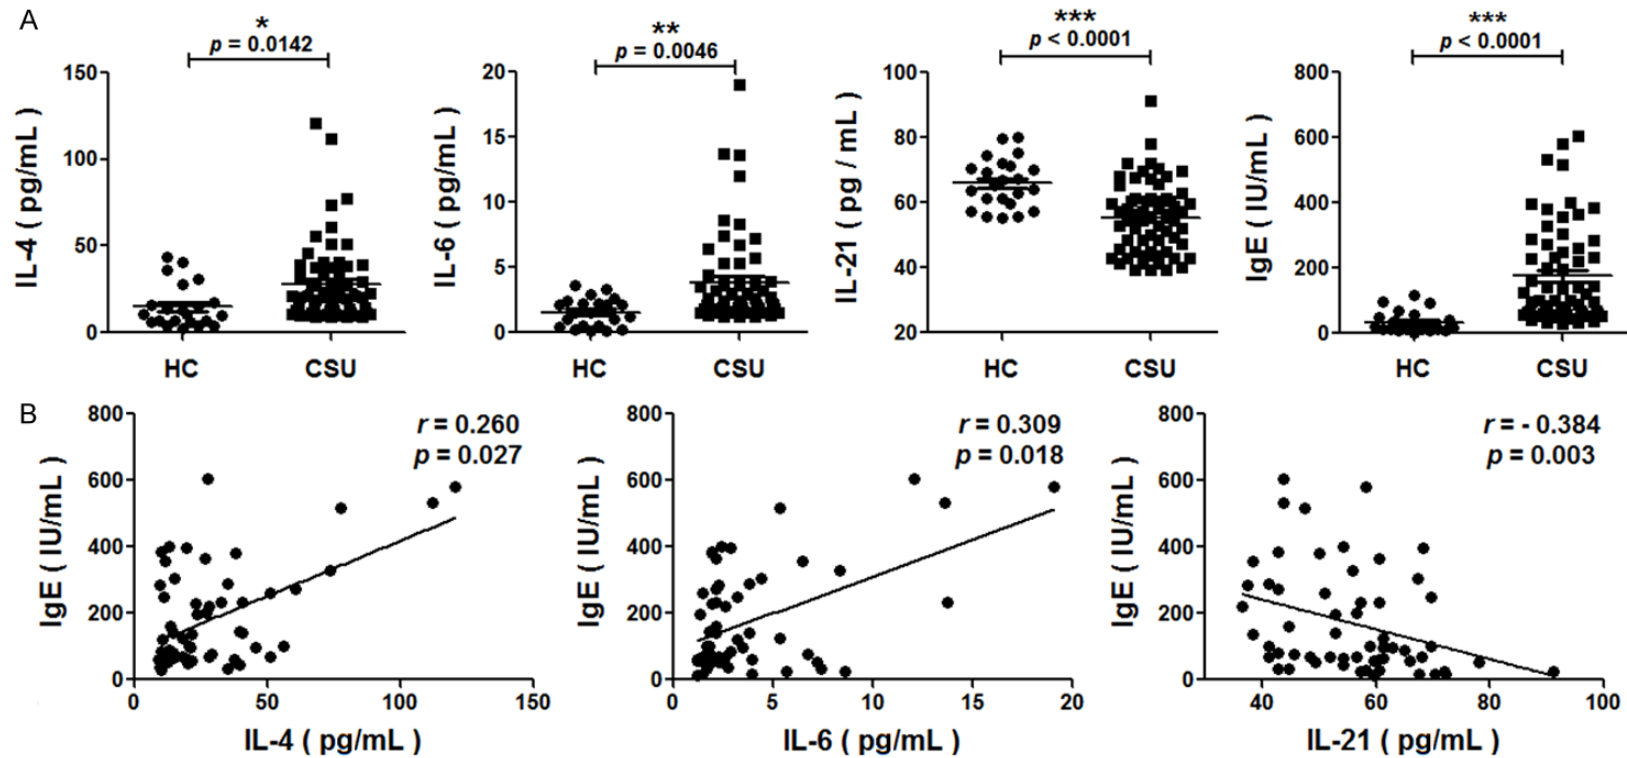 A
*
p = 0.0142
IL-4 ( pg/mL )
150
100
50
0
HC
CSU
**
p = 0.0046
IL-6 ( pg/mL )
20
15
10
5
0
HC
CSU
***
p < 0.0001
IL-21 ( pg / mL )
100
80
60
40
20
HC
CSU
***
p < 0.0001
IgE ( IU/mL )
800
600
400
200
0
HC
CSU
B
r = 0.260
p = 0.027
IgE ( IU/mL )
800
600
400
200
0
0
50
100
150
IL-4 ( pg/mL )
r = 0.309
p = 0.018
IgE ( IU/mL )
800
600
400
200
0
0
5
10
15
20
IL-6 ( pg/mL )
r = - 0.384
p = 0.003
IgE ( IU/mL )
800
600
400
200
0
40
60
80
100
IL-21 ( pg/mL )